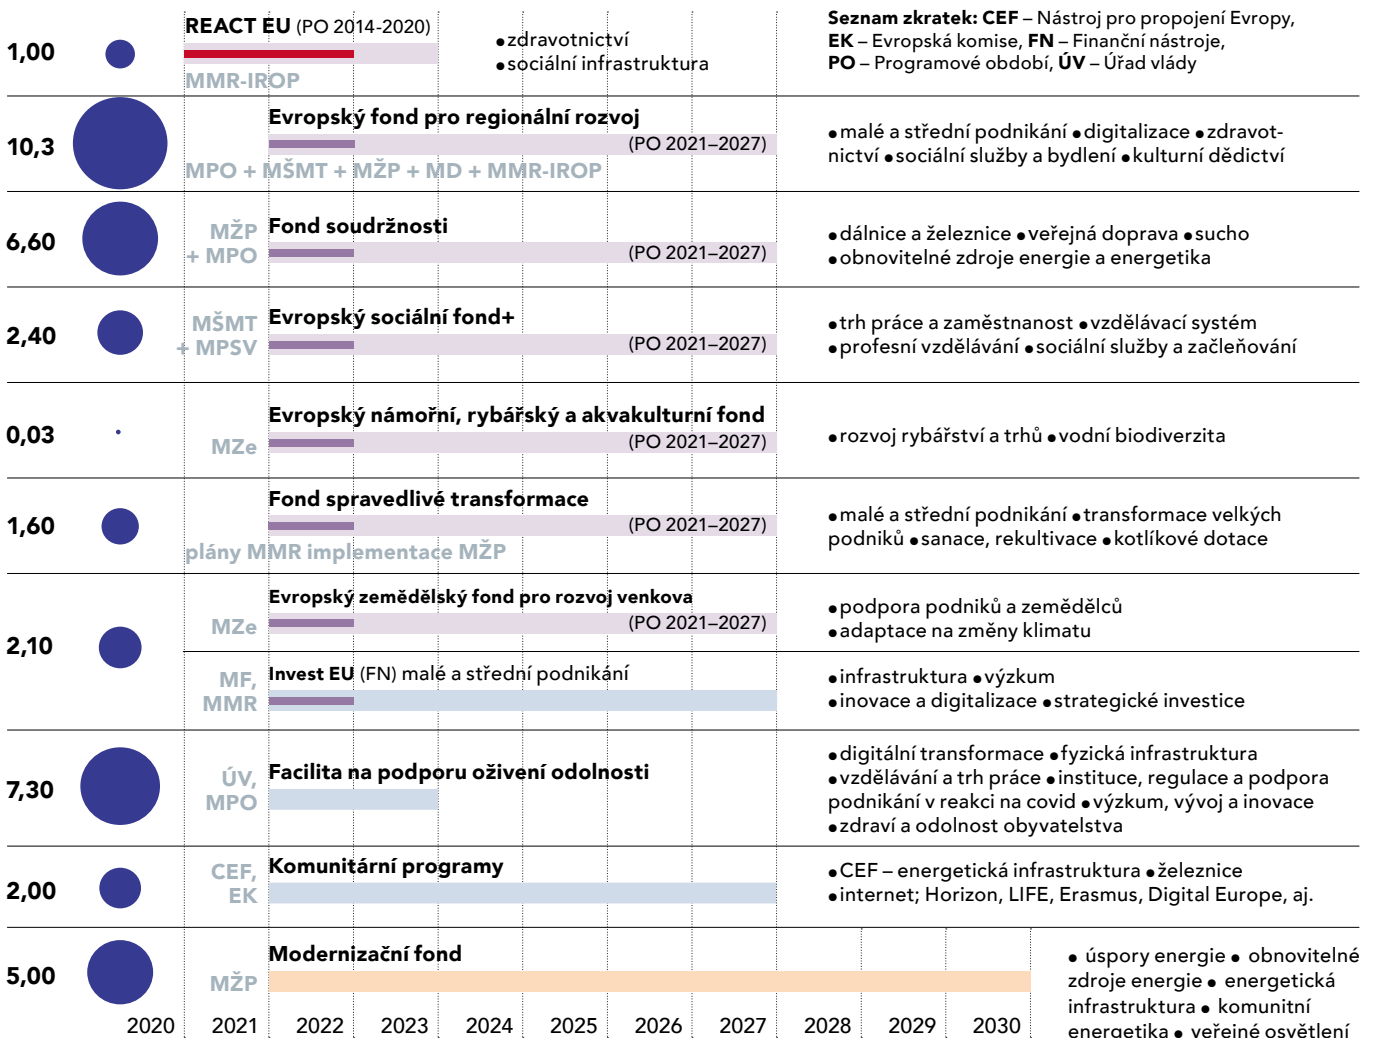 1,00
REACT EU (PO 2014-2020)
MMR-IROP
●zdravotnictví
●sociální infrastruktura
Seznam zkratek: CEF – Nástroj pro propojení Evropy,
EK – Evropská komise, FN – Finanční nástroje,
PO – Programové období, ÚV – Úřad vlády
10,3
Evropský fond pro regionální rozvoj
(PO 2021–2027)
MPO + MŠMT + MŽP + MD + MMR-IROP
●malé a střední podnikání ●digitalizace ●zdravot-
nictví ●sociální služby a bydlení ●kulturní dědictví
6,60
MŽP
+ MPO
Fond soudržnosti
(PO 2021–2027)
●dálnice a železnice ●veřejná doprava ●sucho
●obnovitelné zdroje energie a energetika
2,40
MŠMT
+ MPSV
Evropský sociální fond+
(PO 2021–2027)
●trh práce a zaměstnanost ●vzdělávací systém
●profesní vzdělávání ●sociální služby a začleňování
0,03
MZe
Evropský námořní, rybářský a akvakulturní fond
(PO 2021–2027)
●rozvoj rybářství a trhů ●vodní biodiverzita
1,60
Fond spravedlivé transformace
(PO 2021–2027)
plány MMR implementace MŽP
●malé a střední podnikání ●transformace velkých
podniků ●sanace, rekultivace ●kotlíkové dotace
2,10
MZe
Evropský zemědělský fond pro rozvoj venkova
(PO 2021–2027)
●podpora podniků a zemědělců
●adaptace na změny klimatu
MF,
MMR
Invest EU (FN) malé a střední podnikání
●infrastruktura ●výzkum
●inovace a digitalizace ●strategické investice
7,30
ÚV,
MPO
Facilita na podporu oživení odolnosti
●digitální transformace ●fyzická infrastruktura
●vzdělávání a trh práce ●instituce, regulace a podpora
podnikání v reakci na covid ●výzkum, vývoj a inovace
●zdraví a odolnost obyvatelstva
2,00
CEF,
EK
Komunitární programy
●CEF – energetická infrastruktura ●železnice
●internet; Horizon, LIFE, Erasmus, Digital Europe, aj.
5,00
MŽP
Modernizační fond
● úspory energie ● obnovitelné
zdroje energie ● energetická
infrastruktura ● komunitní
energetika ● veřejné osvětlení
2020 2021 2022 2023 2024 2025 2026 2027 2028 2029 2030